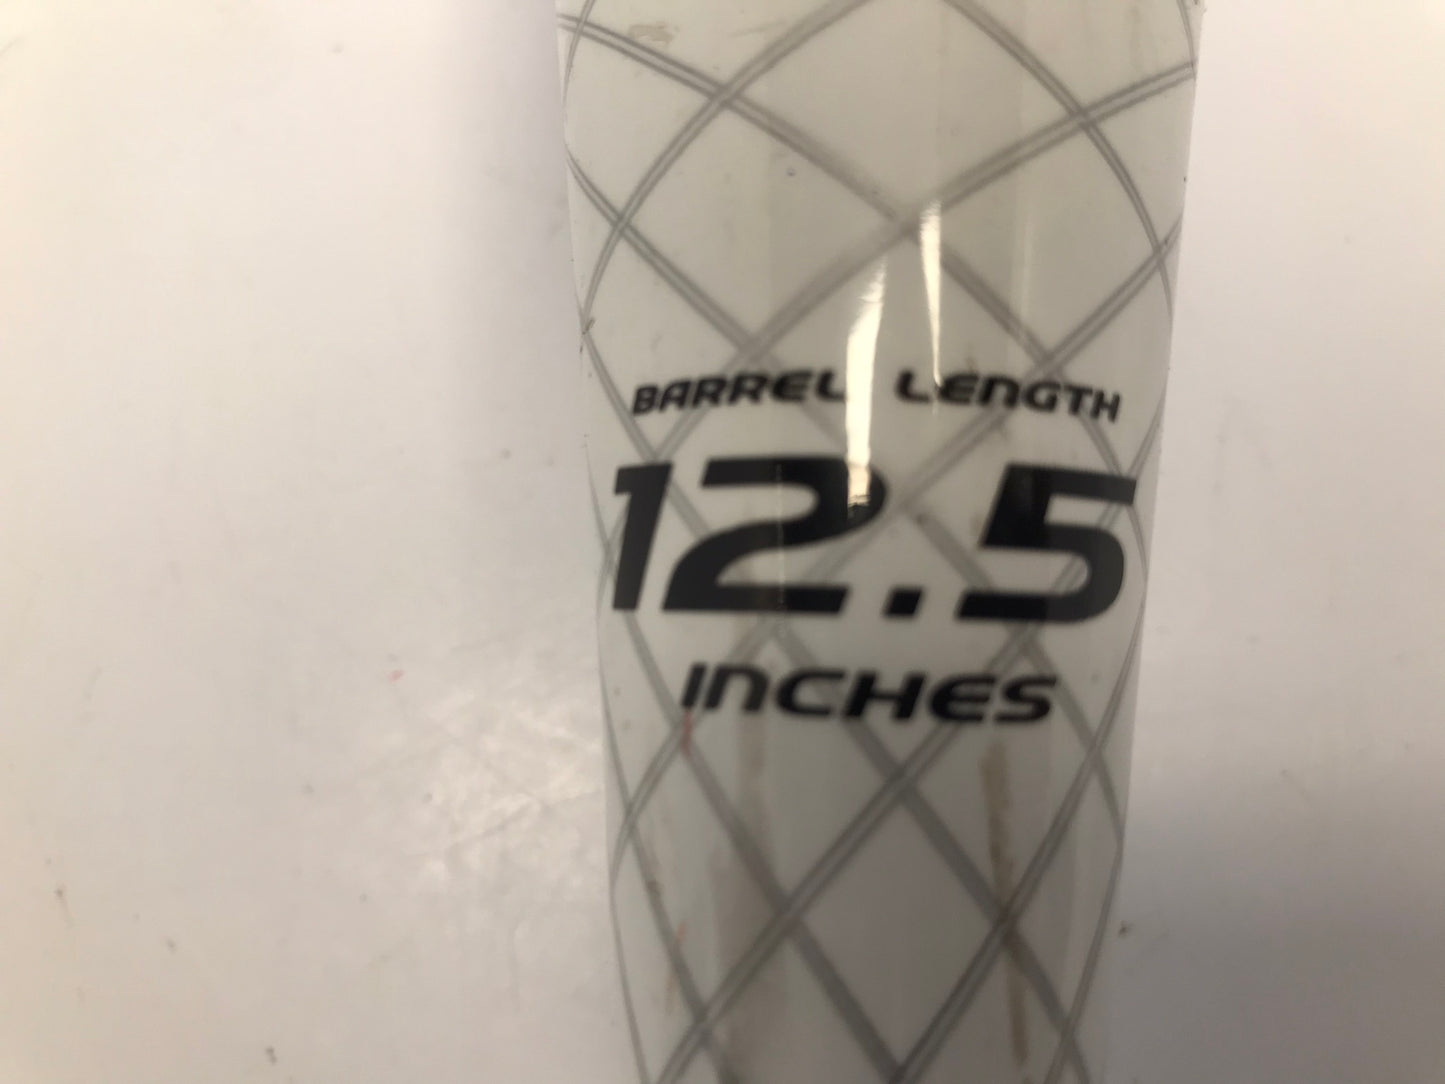 BARREL LENGTH
12.5
INCHES